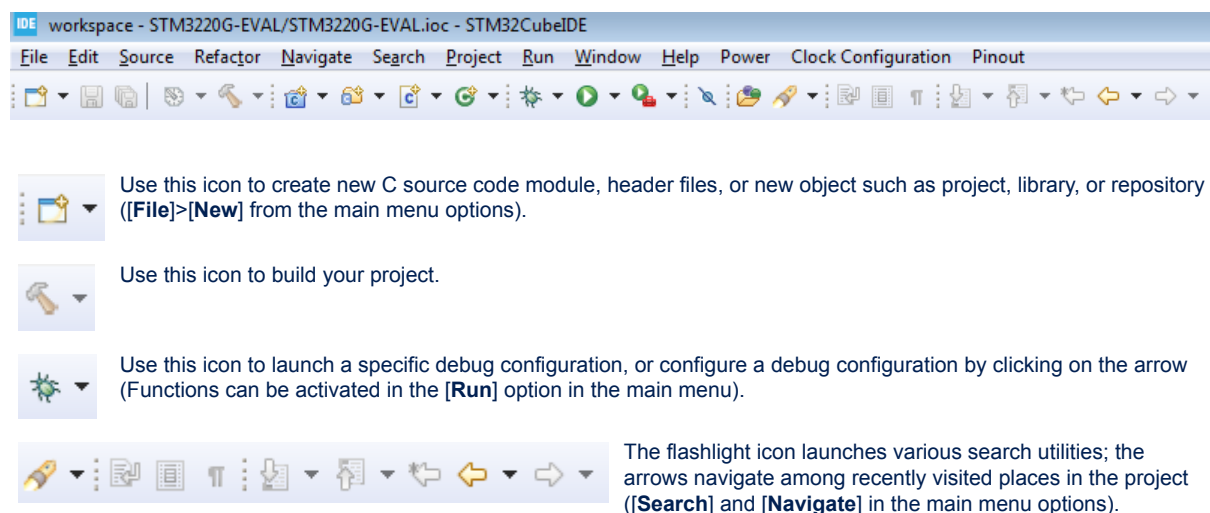 IDE workspace - STM3220G-EVAL/STM3220G-EVAL.ioc - STM32CubeIDE
File Edit Source Refactor Navigate Search Project Run Window Help Power Clock Configuration Pinout
Use this icon to create new C source code module, header files, or new object such as project, library, or repository
([File]>[New] from the main menu options).
Use this icon to build your project.
Use this icon to launch a specific debug configuration, or configure a debug configuration by clicking on the arrow
(Functions can be activated in the [Run] option in the main menu).
The flashlight icon launches various search utilities; the
arrows navigate among recently visited places in the project
([Search] and [Navigate] in the main menu options).